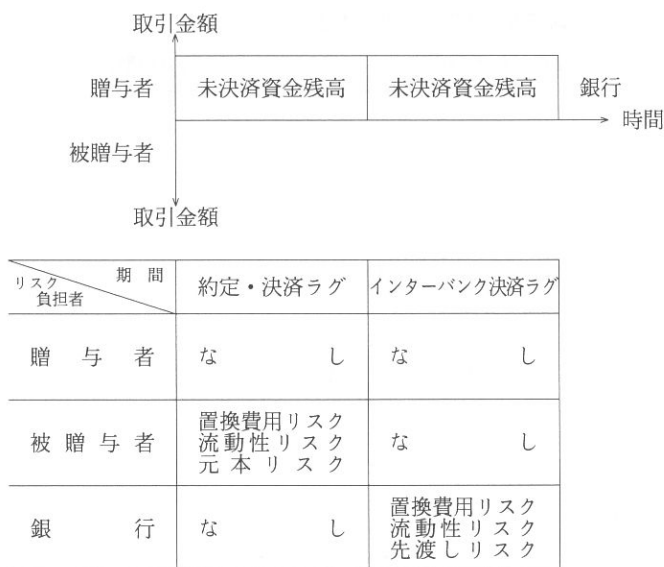 取引金額
贈与者 未決済資金残高 未決済資金残高 銀行
時間
被贈与者
取引金額
リスク負担者 期間 約定・決済ラグ インターバンク決済ラグ
贈与者 なし なし
被贈与者 置換費用リスク なし
流動性リスク
元本リスク
銀行 なし 置換費用リスク
流動性リスク
先渡しリスク